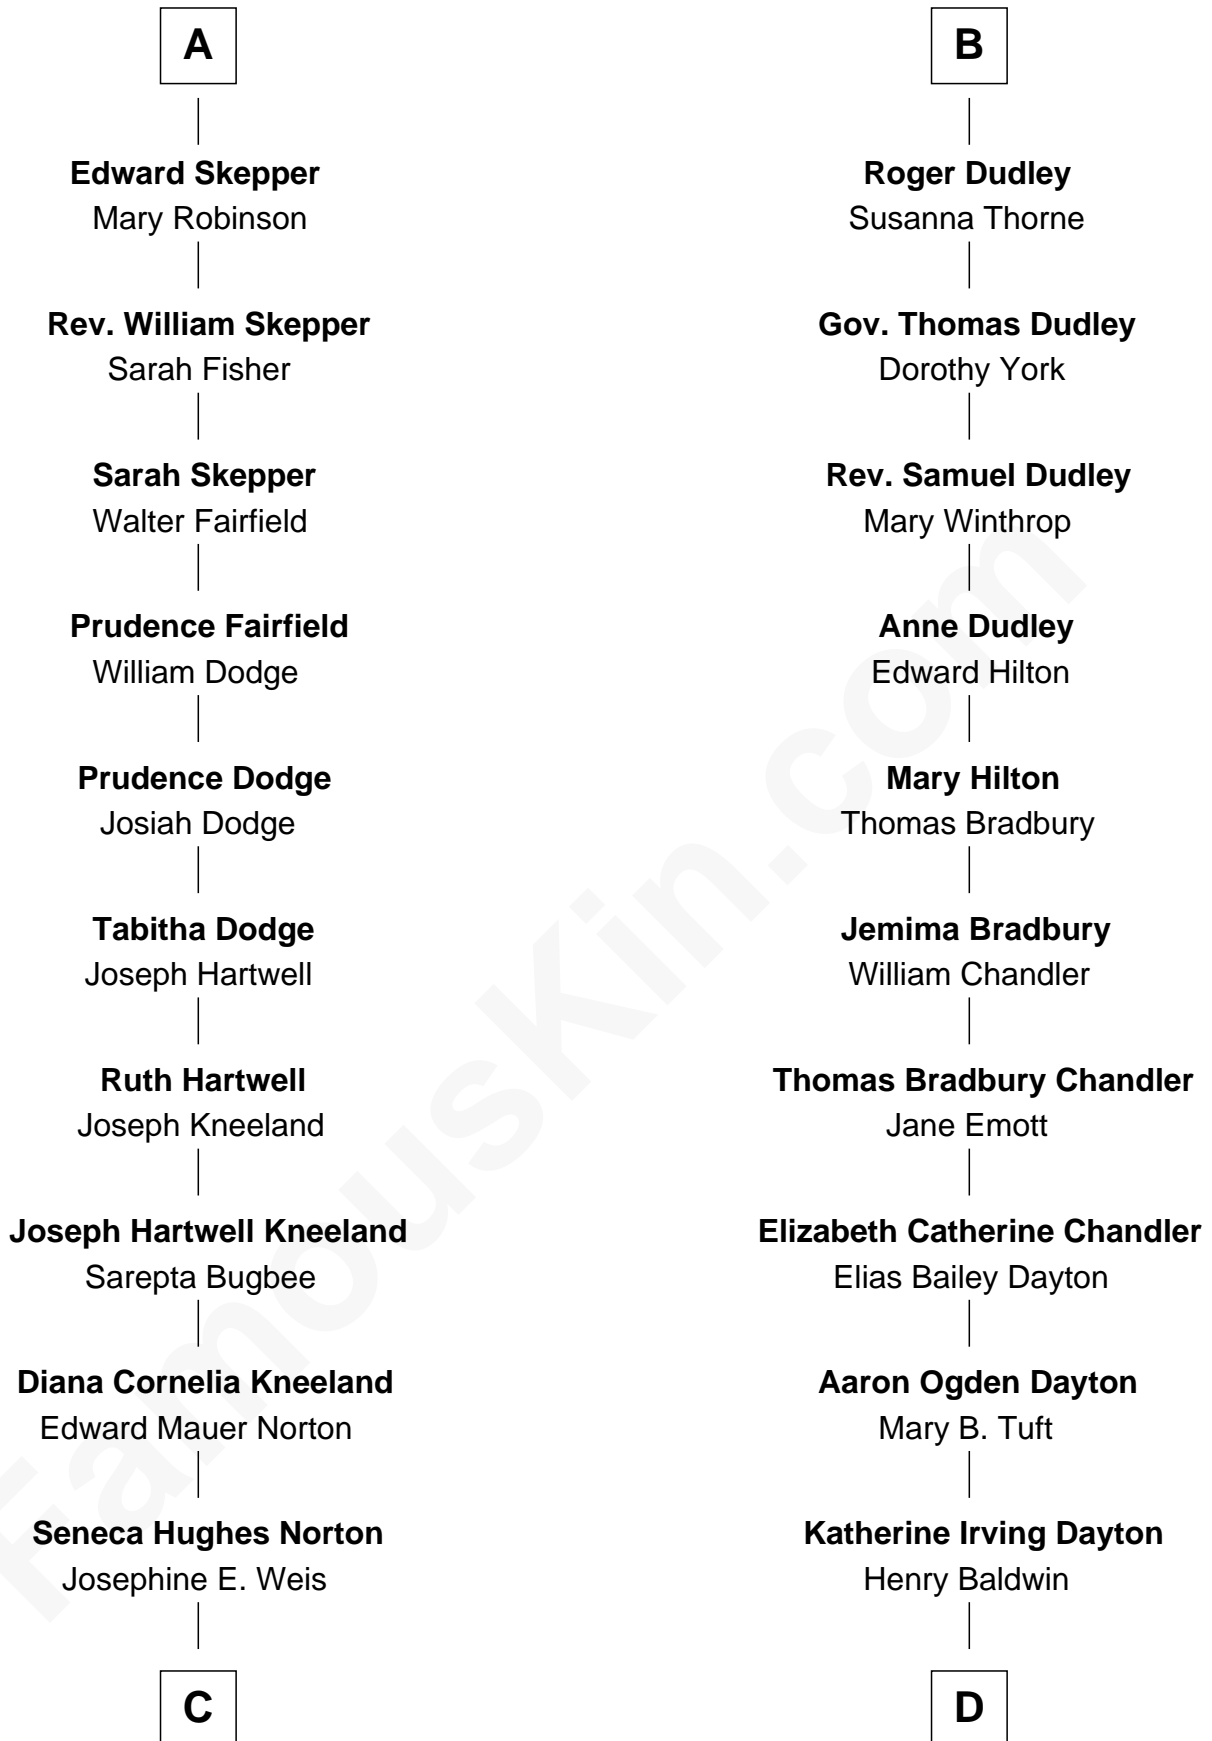 A
Edward Skepper
Mary Robinson
Rev. William Skepper
Sarah Fisher
Sarah Skepper
Walter Fairfield
Prudence Fairfield
William Dodge
Prudence Dodge
Josiah Dodge
Tabitha Dodge
Joseph Hartwell
Ruth Hartwell
Joseph Kneeland
Joseph Hartwell Kneeland
Sarepta Bugbee
Diana Cornelia Kneeland
Edward Mauer Norton
Seneca Hughes Norton
Josephine E. Weis
C
B
Roger Dudley
Susanna Thorne
Gov. Thomas Dudley
Dorothy York
Rev. Samuel Dudley
Mary Winthrop
Anne Dudley
Edward Hilton
Mary Hilton
Thomas Bradbury
Jemima Bradbury
William Chandler
Thomas Bradbury Chandler
Jane Emott
Elizabeth Catherine Chandler
Elias Bailey Dayton
Aaron Ogden Dayton
Mary B. Tuft
Katherine Irving Dayton
Henry Baldwin
D
FamousKin.com